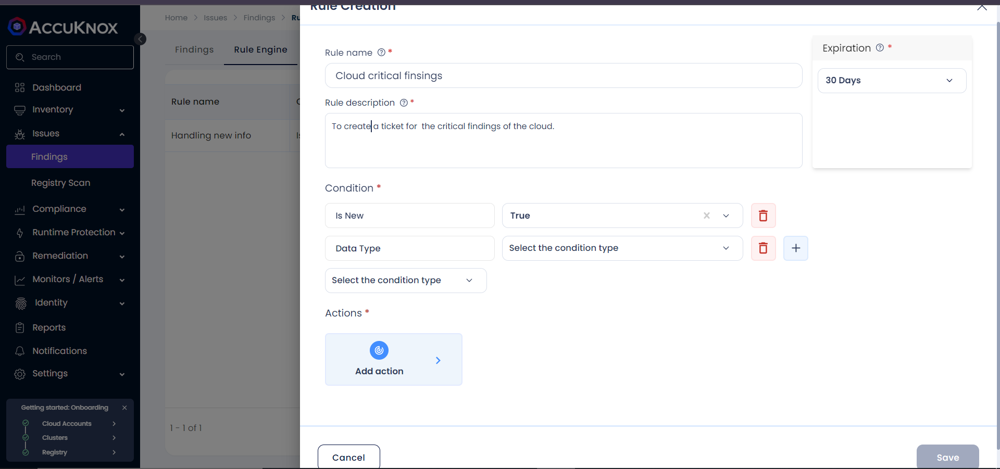 ACCUKNOX
Search
Dashboard
Inventory
Issues
Findings
Registry Scan
Compliance
Runtime Protection
Remediation
Monitors / Alerts
Identity
Reports
Notifications
Settings
Getting started: Onboarding
Cloud Accounts
Clusters
Registry
Home > Issues > Findings > Ru
Findings Rule Engine
Rule name
Handling new info
1 - 1 of 1
Rule Creation
Rule name *
Cloud critical finsings
Rule description *
To create a ticket for the critical findings of the cloud.
Expiration *
30 Days
Condition *
Is New True
Data Type Select the condition type
Select the condition type
Actions *
Add action
Cancel Save